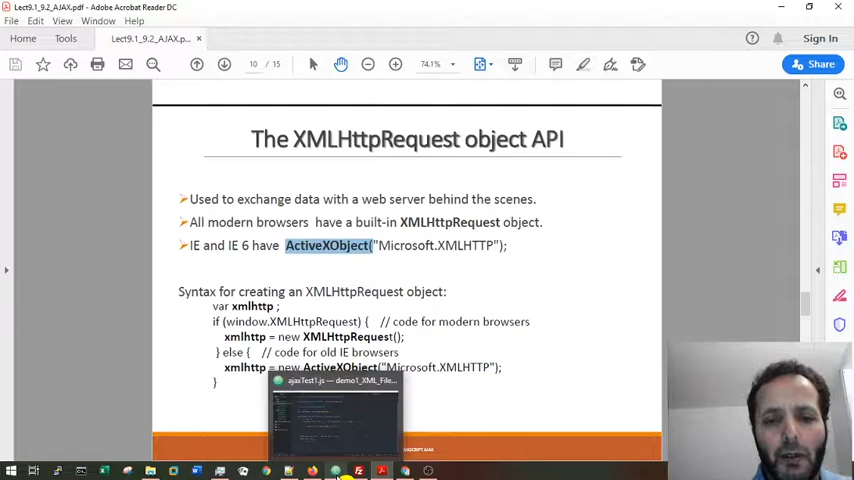 Lect9.1_9.2_AJAX.pdf - Adobe Acrobat Reader DC
File Edit View Window Help
Home Tools Lect9.1_9.2_AJAX.p... × Sign In
10 / 15 74.1% Share
The XMLHttpRequest object API
➤Used to exchange data with a web server behind the scenes.
➤All modern browsers have a built-in XMLHttpRequest object.
➤IE and IE 6 have ActiveXObject("Microsoft.XMLHTTP");
Syntax for creating an XMLHttpRequest object:
var xmlhttp ;
if (window.XMLHttpRequest) { // code for modern browsers
xmlhttp = new XMLHttpRequest();
} else { // code for old IE browsers
xmlhttp = new ActiveXObject("Microsoft.XMLHTTP");
}
ajaxTest1.js — demo1_XML_File...
JAVASCRIPT AJAX